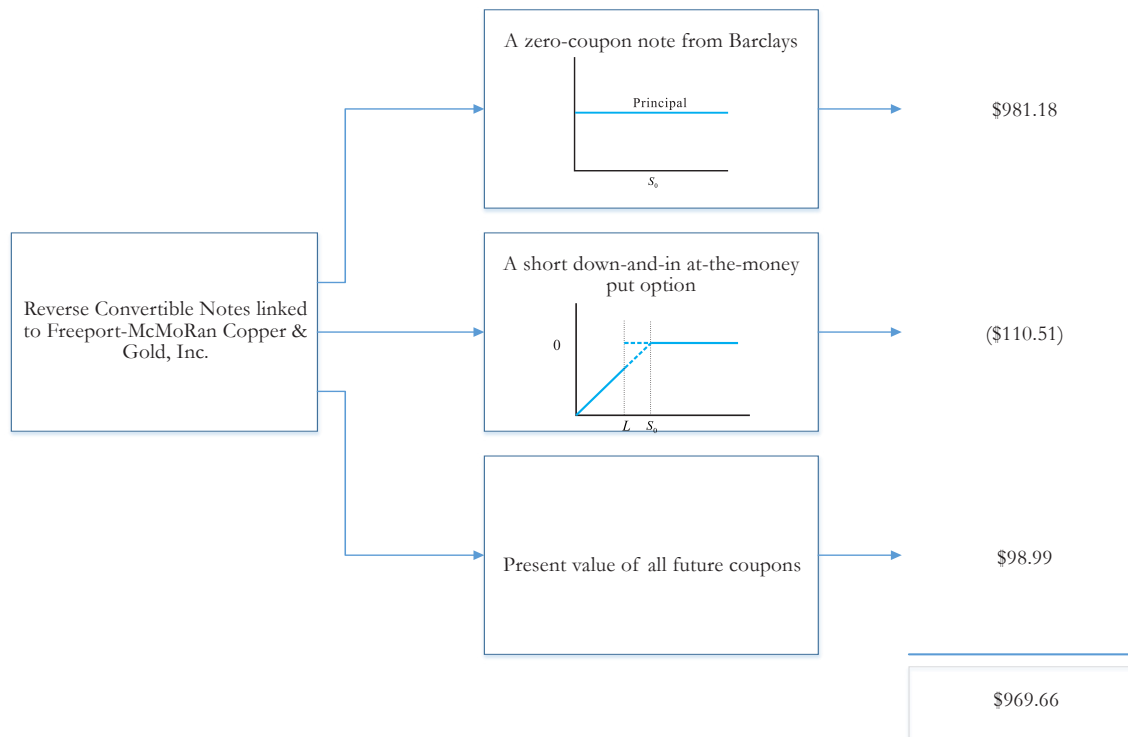 A zero-coupon note from Barclays
Principal
S₀
$981.18
Reverse Convertible Notes linked
to Freeport-McMoRan Copper &
Gold, Inc.
A short down-and-in at-the-money
put option
0
L S₀
($110.51)
Present value of all future coupons
$98.99
$969.66